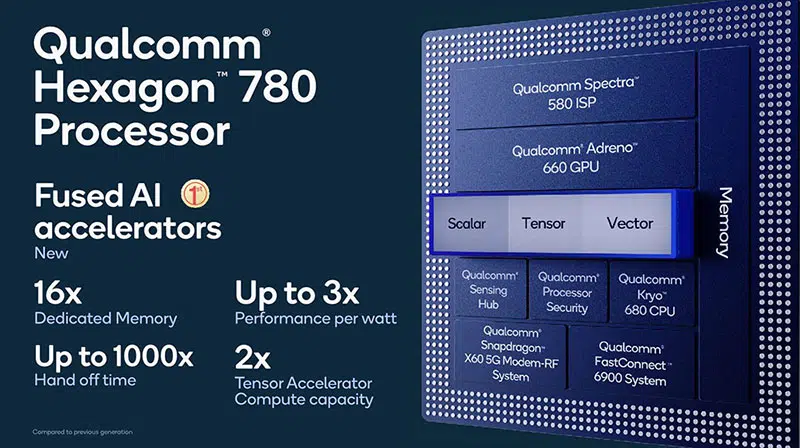 Qualcomm®
Hexagon™ 780
Processor
Fused AI 1st
accelerators
New
16x
Dedicated Memory
Up to 3x
Performance per watt
Up to 1000x
Hand off time
2x
Tensor Accelerator
Compute capacity
Compared to previous generation
Qualcomm Spectra™
580 ISP
Qualcomm® Adreno™
660 GPU
Scalar
Tensor
Vector
Memory
Qualcomm®
Sensing
Hub
Qualcomm®
Processor
Security
Qualcomm®
Kryo™
680 CPU
Qualcomm®
Snapdragon™
X60 5G Modem-RF
System
Qualcomm®
FastConnect™
6900 System